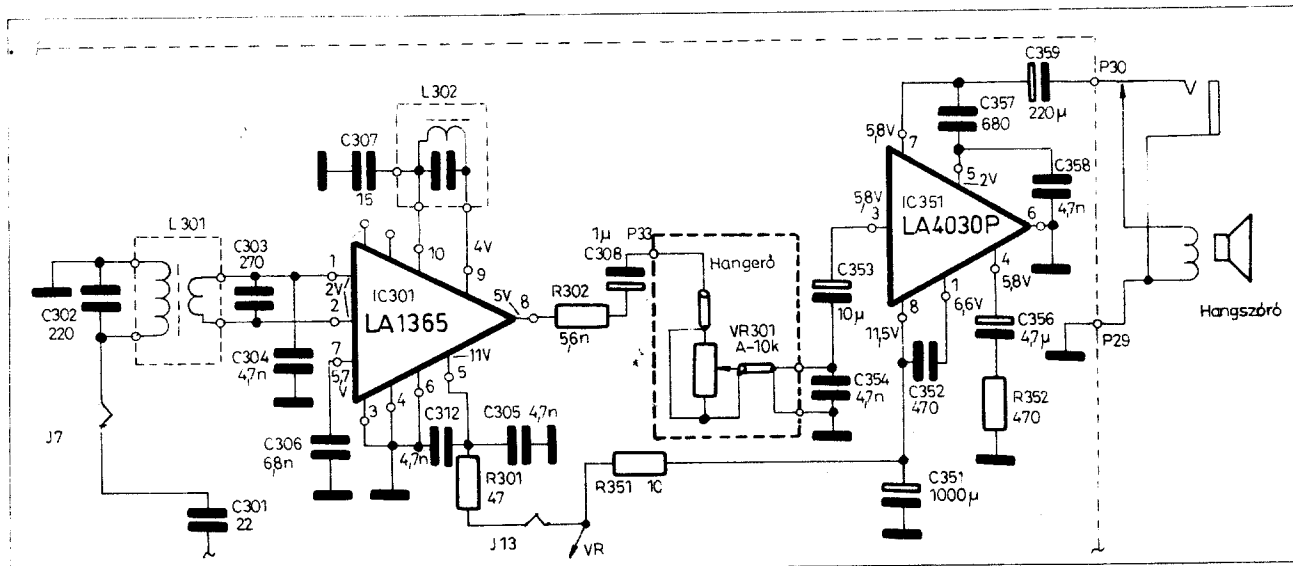 L301
C302
220
C303
270
C304
4,7n
J7
C301
22
C306
68n
C307
15
L302
1
2V
2
7
5,7
V
3
4
6
5
11V
10
4V
9
IC301
LA1365
5V
8
C312
4,7n
C305
4,7n
R301
47
J13
VR
R302
5,6n
1µ
C308
P33
Hangerő
VR301
A-10k
R351
10
C353
10µ
C354
4,7n
5,8V
3
5,8V
7
IC351
LA4030P
5
2V
6
4
5,8V
1
6,6V
8
11,5V
C352
470
C351
1000µ
C356
4,7µ
R352
470
C357
680
C358
4,7n
C359
220µ
P30
P29
Hangszóró